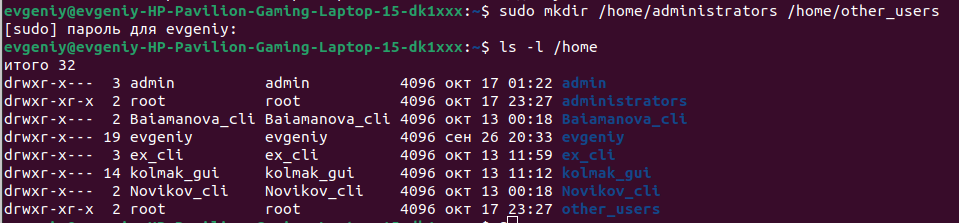 evgeniy@evgeniy-HP-Pavilion-Gaming-Laptop-15-dk1xxx:~$ sudo mkdir /home/administrators /home/other_users
[sudo] пароль для evgeniy:
evgeniy@evgeniy-HP-Pavilion-Gaming-Laptop-15-dk1xxx:~$ ls -l /home
итого 32
drwxr-x--- 3 admin admin 4096 окт 17 01:22 admin
drwxr-xr-x 2 root root 4096 окт 17 23:27 administrators
drwxr-x--- 2 Baiamanova_cli Baiamanova_cli 4096 окт 13 00:18 Baiamanova_cli
drwxr-x--- 19 evgeniy evgeniy 4096 сен 26 20:33 evgeniy
drwxr-x--- 3 ex_cli ex_cli 4096 окт 13 11:59 ex_cli
drwxr-x--- 14 kolmak_gui kolmak_gui 4096 окт 13 11:12 kolmak_gui
drwxr-x--- 2 Novikov_cli Novikov_cli 4096 окт 13 00:18 Novikov_cli
drwxr-xr-x 2 root root 4096 окт 17 23:27 other_users